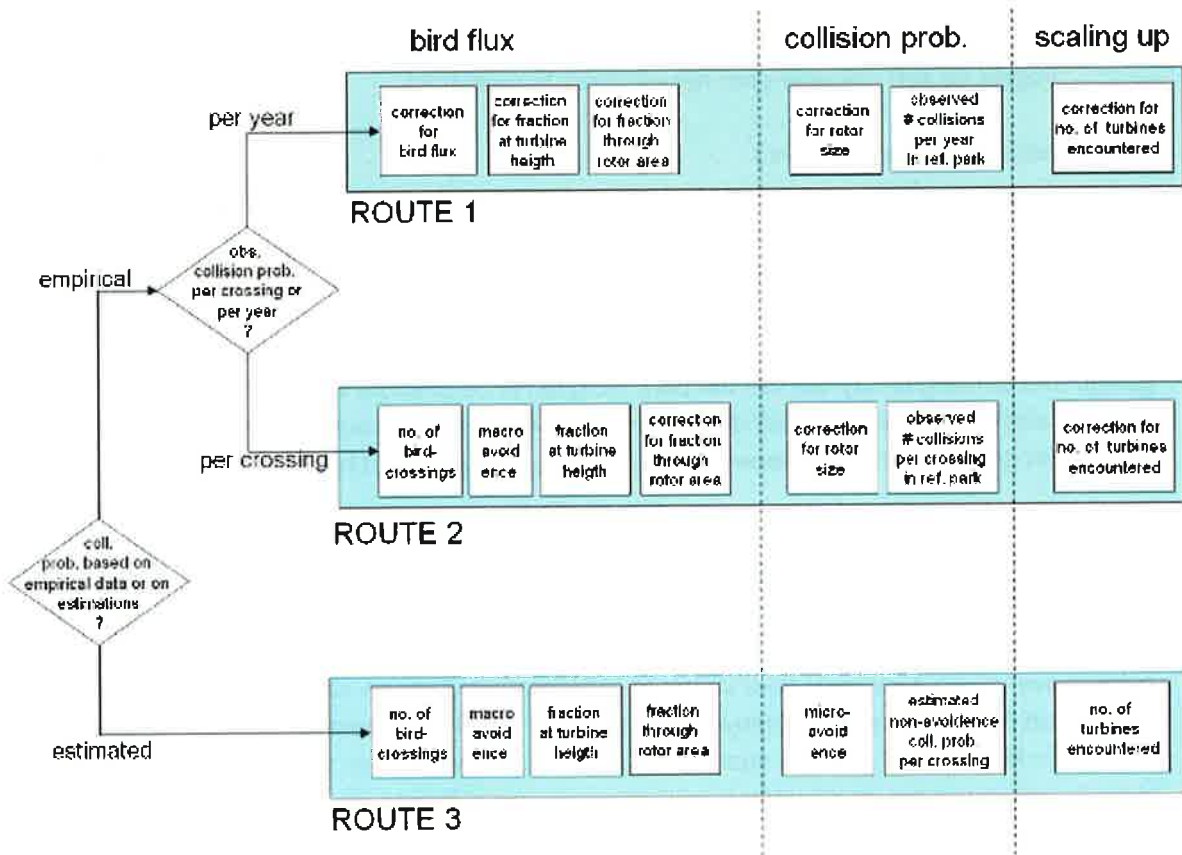 bird flux
collision prob.
scaling up
per year
correction
for
bird flux
correction
for fraction
at turbine
heigth
correction
for fraction
through
rotor area
correction
for rotor
size
observed
# collisions
per year
in ref. park
correction for
no. of turbines
encountered
ROUTE 1
empirical
obs.
collision prob.
per crossing or
per year
?
per crossing
no. of
bird-
crossings
macro
avoid
ence
fraction
at turbine
heigth
correction
for fraction
through
rotor area
correction
for rotor
size
observed
# collisions
per crossing
in ref. park
correction for
no. of turbines
encountered
ROUTE 2
coll.
prob. based on
empirical data or on
estimations
?
estimated
no. of
bird-
crossings
macro
avoid
ence
fraction
at turbine
heigth
fraction
through
rotor area
micro-
avoid
ence
estimated
non-avoidence
coll. prob.
per crossing
no. of
turbines
encountered
ROUTE 3